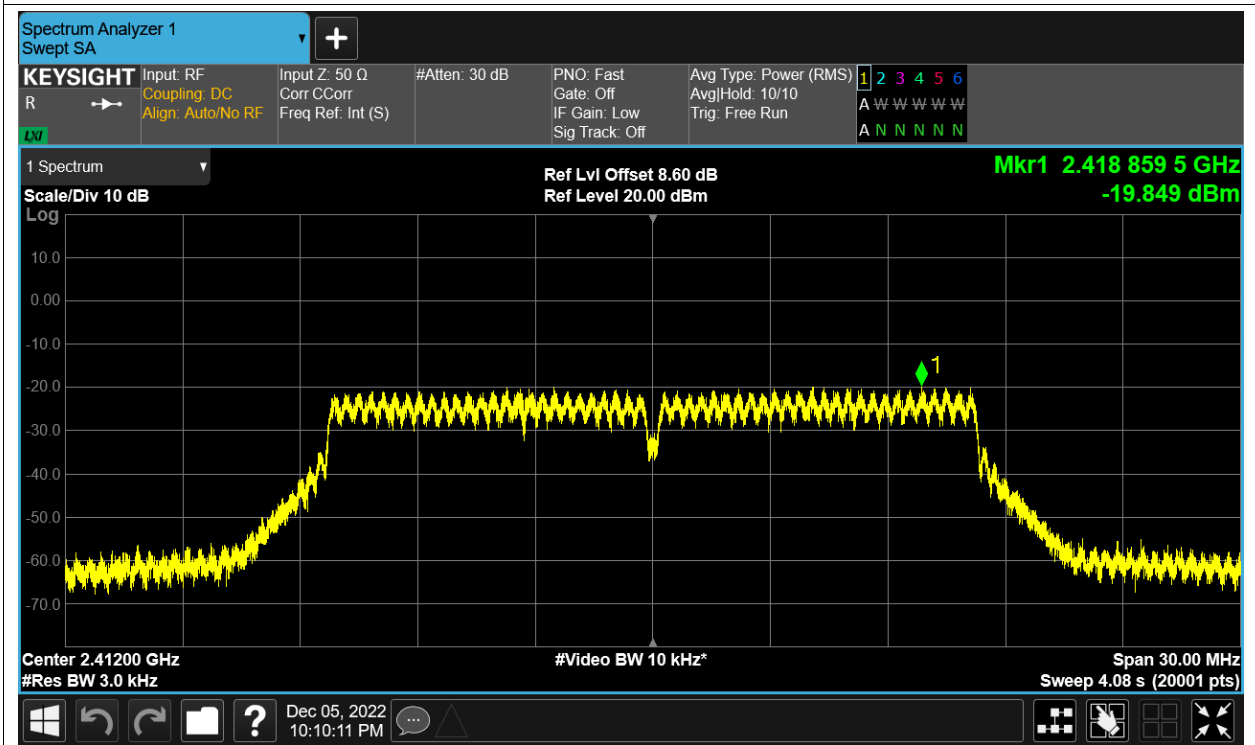 Spectrum Analyzer 1
Swept SA
KEYSIGHT Input: RF Input Z: 50 Ω #Atten: 30 dB PNO: Fast Avg Type: Power (RMS) 1 2 3 4 5 6
R Coupling: DC Corr CCorr Gate: Off Avg|Hold: 10/10 A W W W W W
Align: Auto/No RF Freq Ref: Int (S) IF Gain: Low Trig: Free Run
LXI Sig Track: Off A N N N N N
1 Spectrum Ref Lvl Offset 8.60 dB Mkr1 2.418 859 5 GHz
Scale/Div 10 dB Ref Level 20.00 dBm -19.849 dBm
Log
10.0
0.00
-10.0
1
-20.0
-30.0
-40.0
-50.0
-60.0
-70.0
Center 2.41200 GHz #Video BW 10 kHz* Span 30.00 MHz
#Res BW 3.0 kHz Sweep 4.08 s (20001 pts)
? Dec 05, 2022
10:10:11 PM